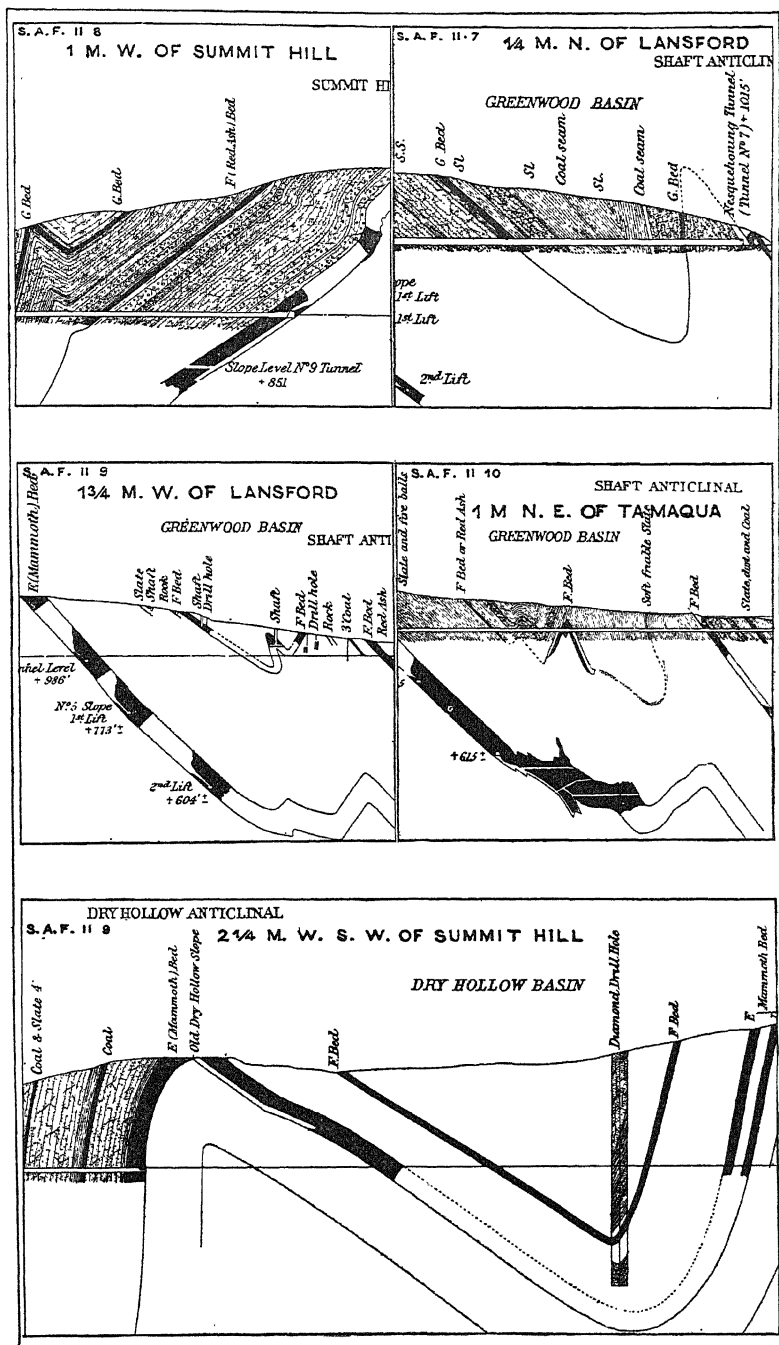 S. A. F. II 8
1 M. W. OF SUMMIT HILL
SUMMIT HI
G Bed
G. Bed
F (Red Ash) Bed
Slope Level Nº 9 Tunnel
+ 851
S. A. F. II-7
¼ M. N. OF LANSFORD
SHAFT ANTICLIN
GREENWOOD BASIN
S.S.
G Bed
SL
SL
Coal seam
SL.
Coal seam
G. Bed
Nesquehoning Tunnel
(Tunnel Nº 7) + 1015'
ope
1st Lift
1st Lift
2nd Lift
S. A. F. II 9
1¾ M. W. OF LANSFORD
GREENWOOD BASIN
SHAFT ANTI
E (Mammoth) Bed
Slate
Shaft
Rock
F Bed
Shaft
Drill hole
Shaft
F Bed
Drill hole
Rock
3' Coal
F. Bed
Red Ash
nnel Level
+ 986'
Nº 5 Slope
1st Lift
+773'±
2nd Lift
+ 604'±
S. A. F. II 10
SHAFT ANTICLINAL
1 M N. E. OF TAMAQUA
GREENWOOD BASIN
Slate and fire balls
F Bed or Red Ash
F. Bed
Soft friable Slate
F Bed
Slate, dirt and Coal
+615±
DRY HOLLOW ANTICLINAL
S. A. F. II 9
2¼ M. W. S. W. OF SUMMIT HILL
DRY HOLLOW BASIN
Coal & Slate 4'
Coal
E (Mammoth) Bed
Old Dry Hollow Slope
F. Bed
Diamond Drill Hole
F Bed
E
Mammoth Bed